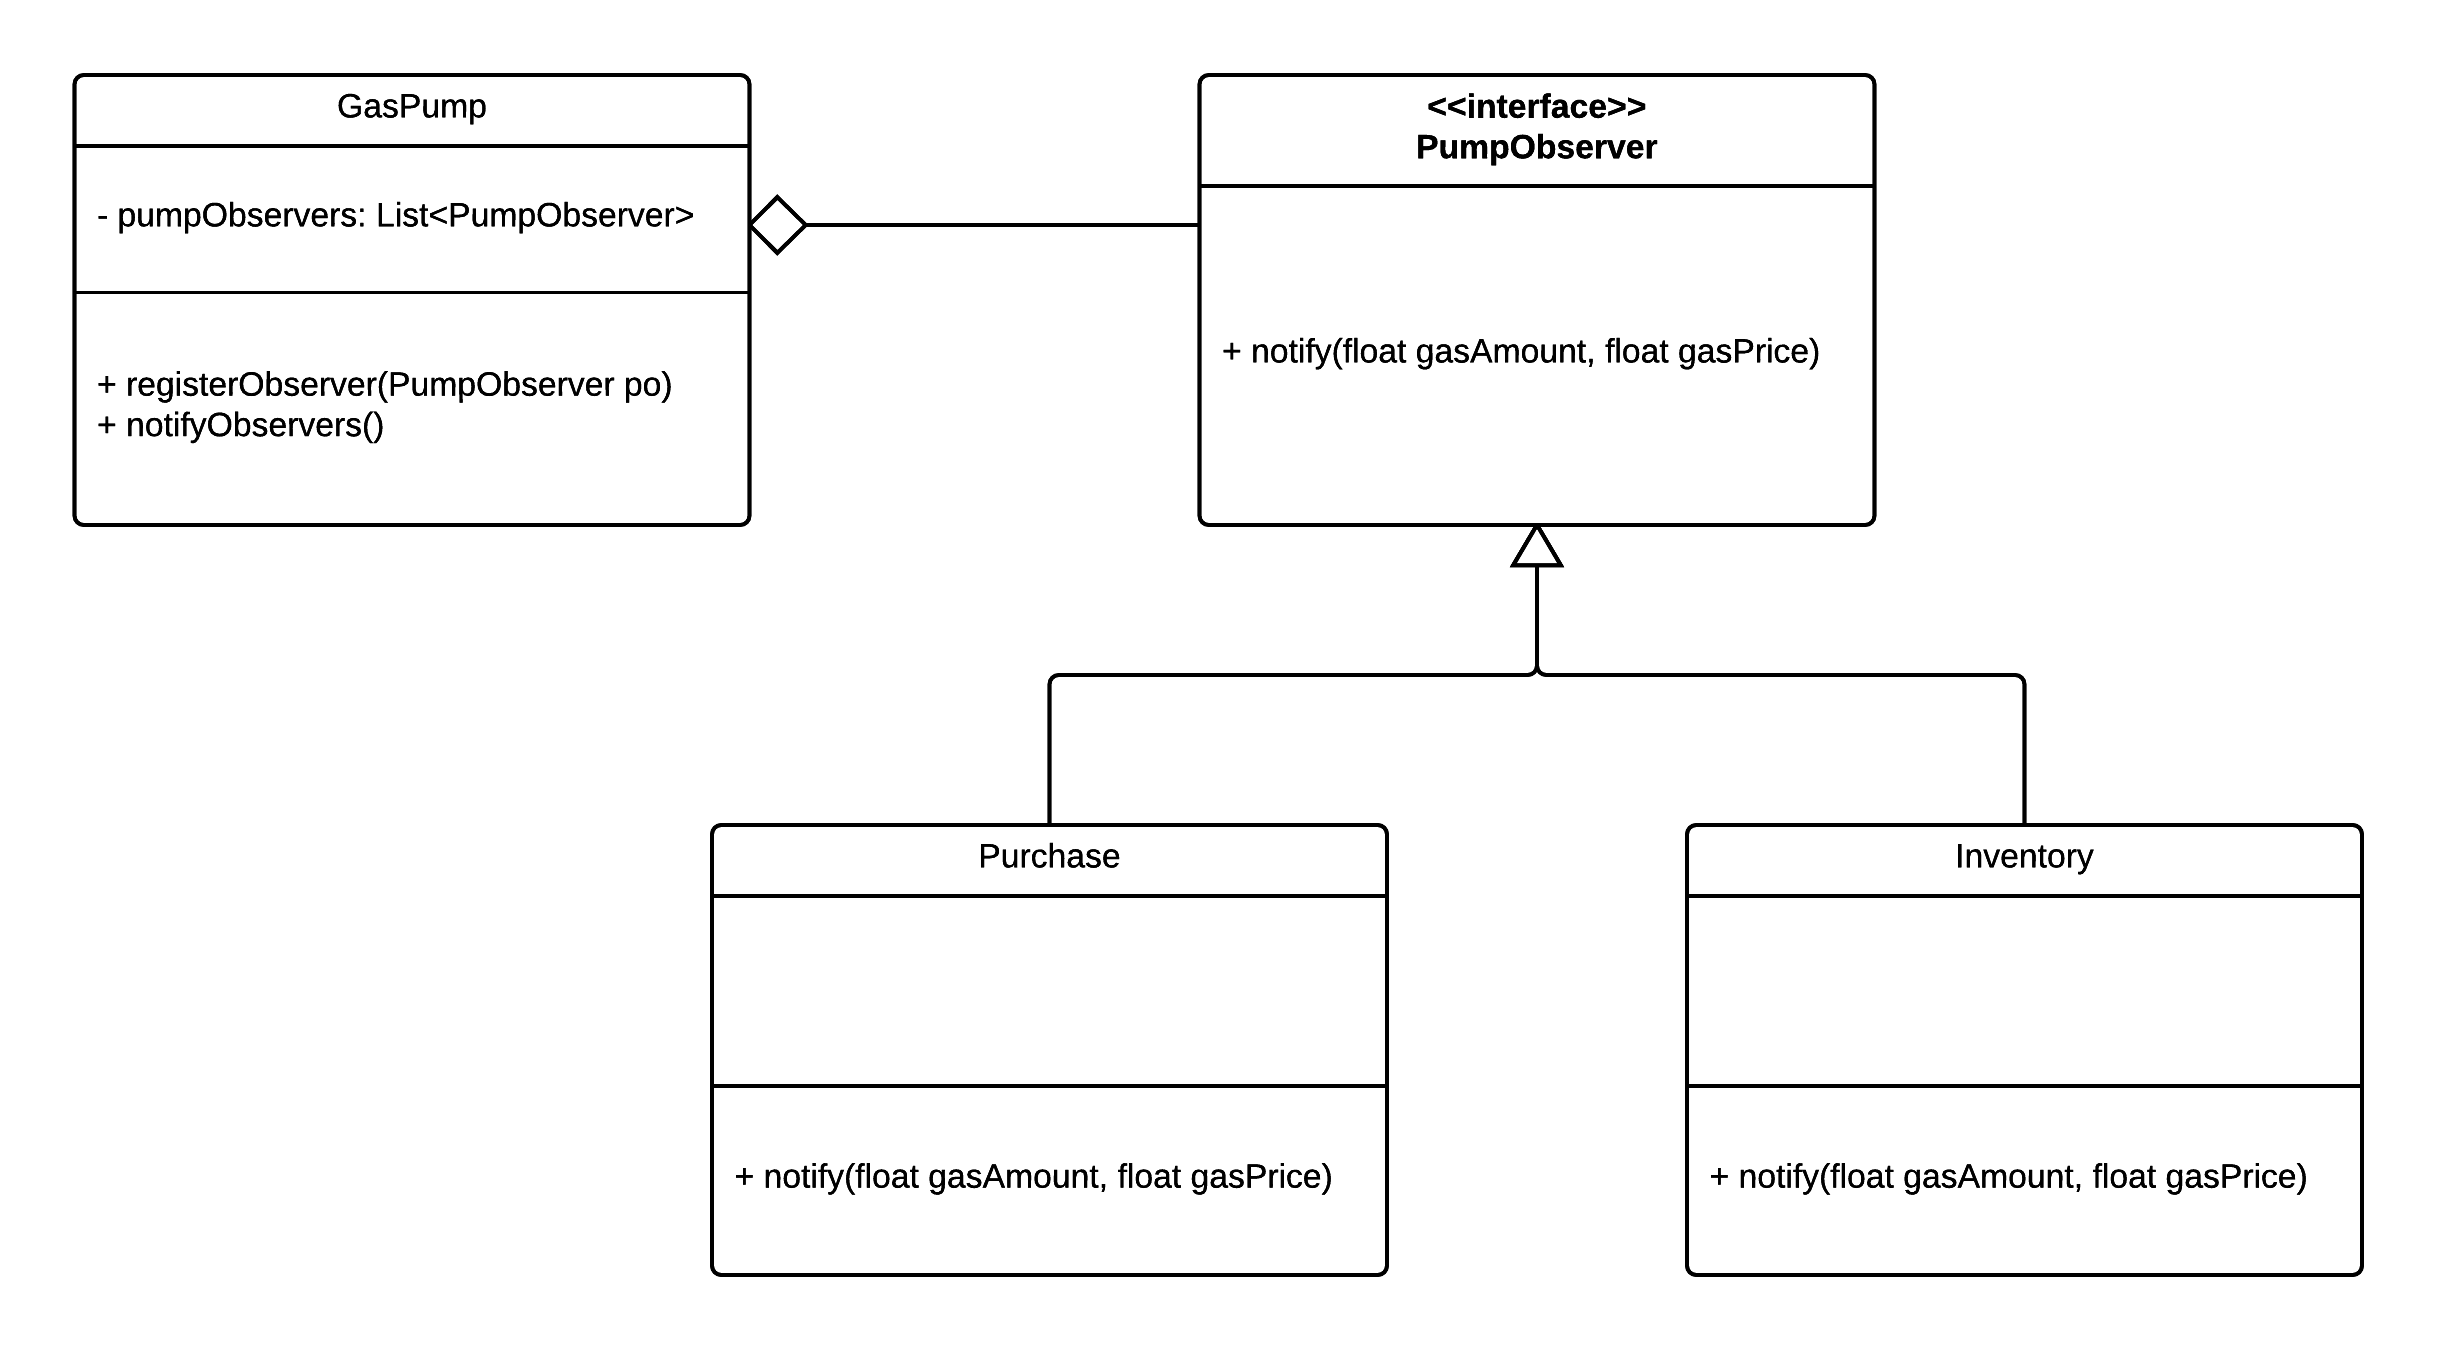 GasPump
- pumpObservers: List<PumpObserver>
+ registerObserver(PumpObserver po)
+ notifyObservers()
<<interface>>
PumpObserver
+ notify(float gasAmount, float gasPrice)
Purchase
+ notify(float gasAmount, float gasPrice)
Inventory
+ notify(float gasAmount, float gasPrice)